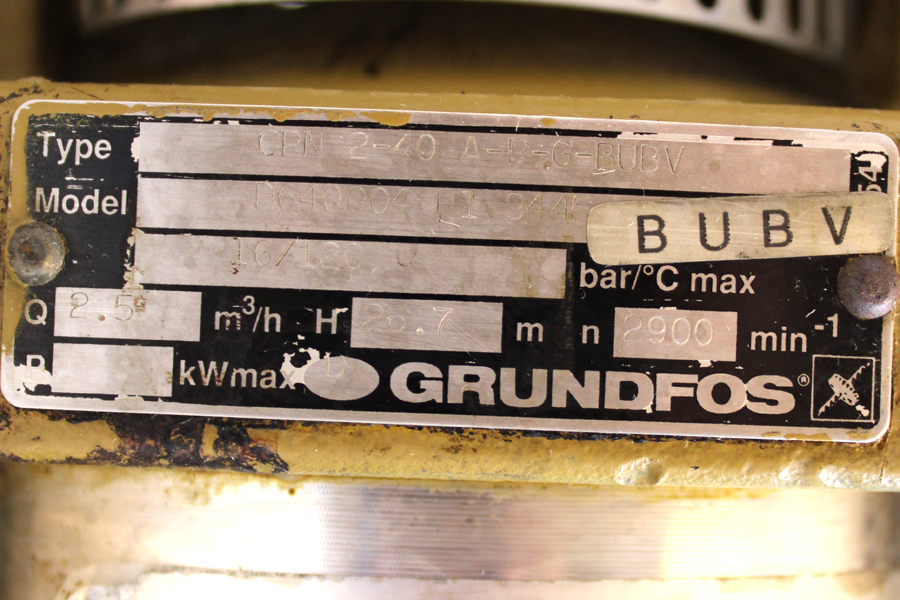 Type CRN 2-40 A-P-G-BUBV
Model
BUBV
bar/°C max
Q 2.5 m³/h H 26.7 m n 2900 min⁻¹
P kWmax GRUNDFOS®